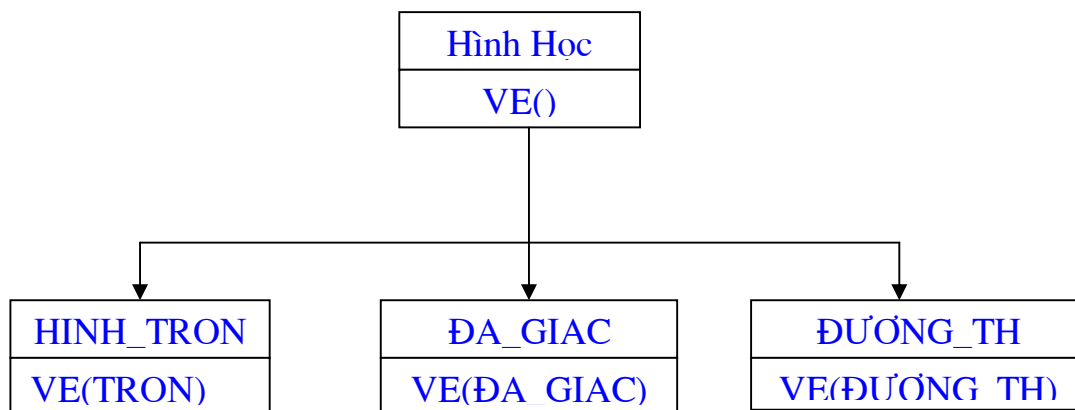 Hình Học
VE()
HINH_TRON
VE(TRON)
ĐA_GIAC
VE(ĐA_GIAC)
ĐƯƠNG_TH
VE(ĐƯƠNG_TH)